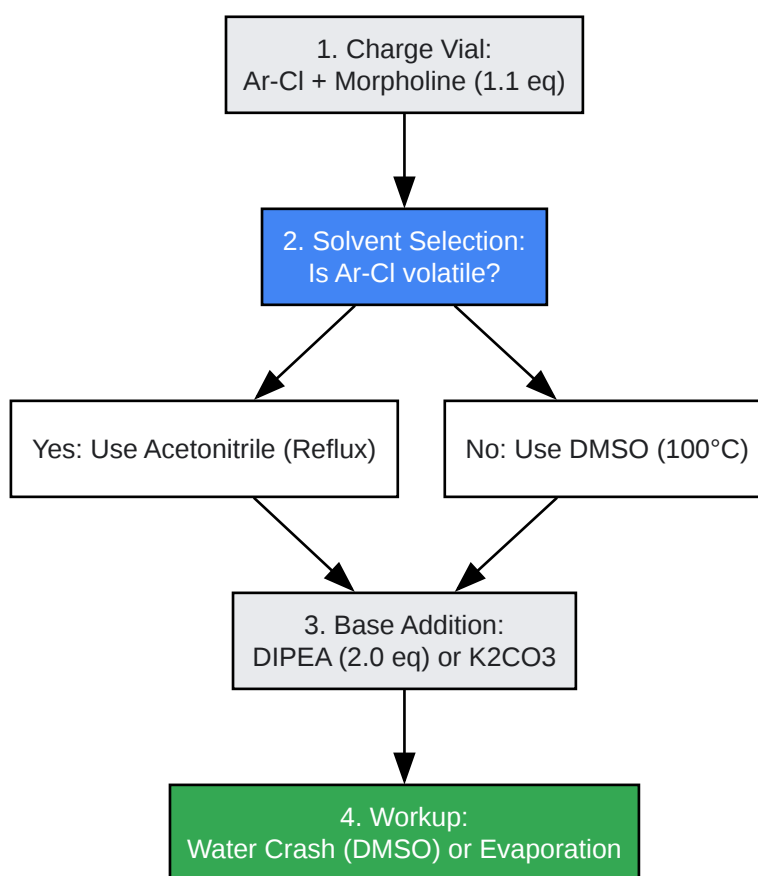 1. Charge Vial:
Ar-Cl + Morpholine (1.1 eq)
2. Solvent Selection:
Is Ar-Cl volatile?
Yes: Use Acetonitrile (Reflux)
No: Use DMSO (100°C)
3. Base Addition:
DIPEA (2.0 eq) or K2CO3
4. Workup:
Water Crash (DMSO) or Evaporation